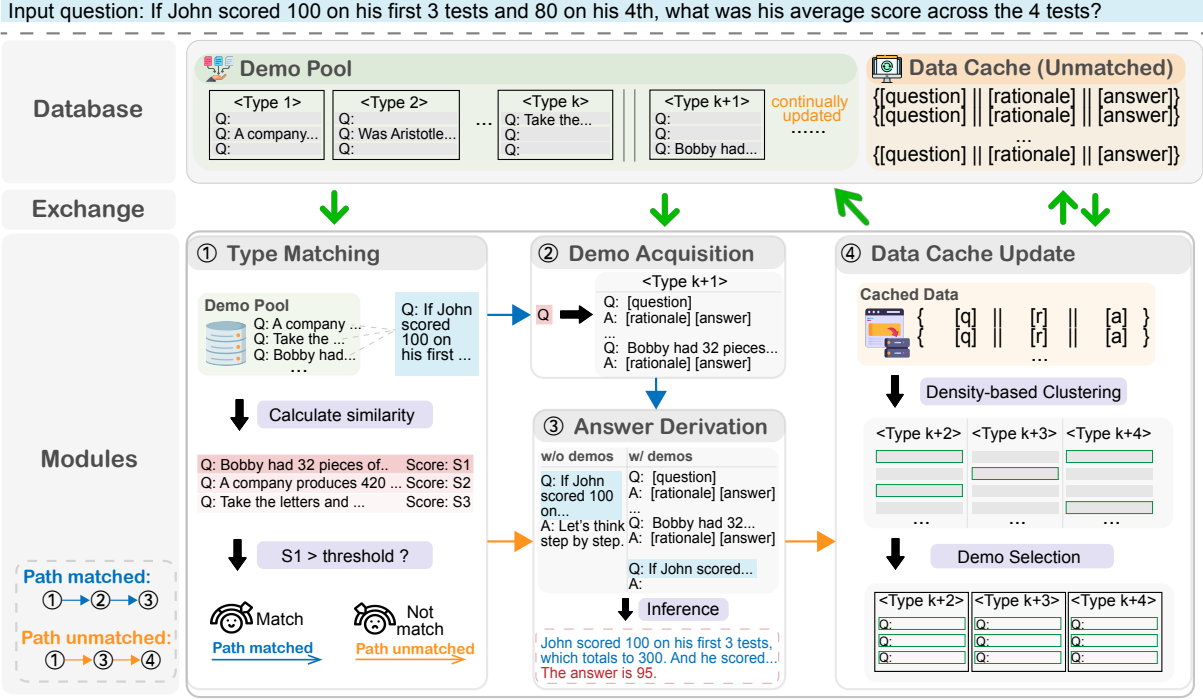 Input question: If John scored 100 on his first 3 tests and 80 on his 4th, what was his average score across the 4 tests?
Database
Demo Pool
<Type 1>
Q:
Q: A company...
Q:
<Type 2>
Q:
Q: Was Aristotle...
Q:
...
<Type k>
Q: Take the...
Q:
Q:
<Type k+1>
Q:
Q:
Q: Bobby had...
continually
updated
......
Data Cache (Unmatched)
{[question] || [rationale] || [answer]}
{[question] || [rationale] || [answer]}
...
{[question] || [rationale] || [answer]}
Exchange
Modules
① Type Matching
Demo Pool
Q: A company ...
Q: Take the ...
Q: Bobby had...
...
Q: If John
scored
100 on
his first ...
Calculate similarity
Q: Bobby had 32 pieces of.. Score: S1
Q: A company produces 420 ... Score: S2
Q: Take the letters and ... Score: S3
S1 > threshold ?
Match
Path matched
Not
match
Path unmatched
② Demo Acquisition
Q
<Type k+1>
Q: [question]
A: [rationale] [answer]
...
Q: Bobby had 32 pieces...
A: [rationale] [answer]
③ Answer Derivation
w/o demos
Q: If John
scored 100
on...
A: Let's think
step by step.
w/ demos
Q: [question]
A: [rationale] [answer]
...
Q: Bobby had 32...
A: [rationale] [answer]
Q: If John scored...
A:
Inference
John scored 100 on his first 3 tests,
which totals to 300. And he scored...
The answer is 95.
④ Data Cache Update
Cached Data
{ [q] || [r] || [a] }
{ [q] || [r] || [a] }
...
Density-based Clustering
<Type k+2> <Type k+3> <Type k+4>
... ... ...
Demo Selection
<Type k+2> <Type k+3> <Type k+4>
Q: Q: Q:
Q: Q: Q:
Q: Q: Q:
Path matched:
① ② ③
Path unmatched:
① ③ ④